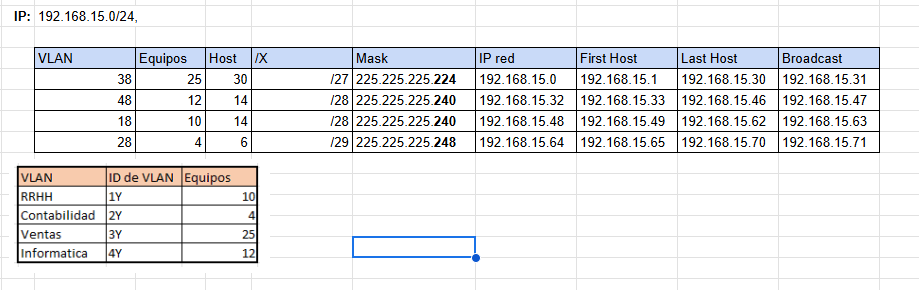 IP: 192.168.15.0/24,
VLAN Equipos Host /X Mask IP red First Host Last Host Broadcast
38 25 30 /27 225.225.225.224 192.168.15.0 192.168.15.1 192.168.15.30 192.168.15.31
48 12 14 /28 225.225.225.240 192.168.15.32 192.168.15.33 192.168.15.46 192.168.15.47
18 10 14 /28 225.225.225.240 192.168.15.48 192.168.15.49 192.168.15.62 192.168.15.63
28 4 6 /29 225.225.225.248 192.168.15.64 192.168.15.65 192.168.15.70 192.168.15.71
VLAN ID de VLAN Equipos
RRHH 1Y 10
Contabilidad 2Y 4
Ventas 3Y 25
Informatica 4Y 12